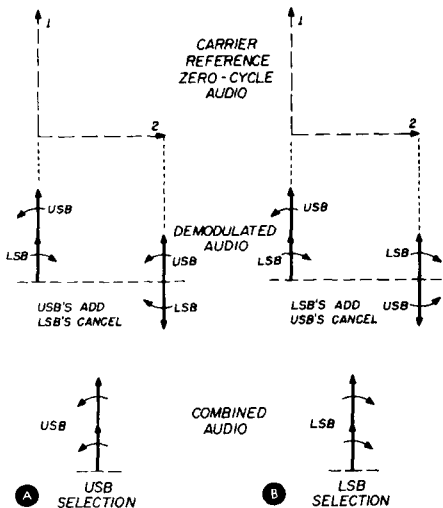 1
1
CARRIER
REFERENCE
ZERO-CYCLE
AUDIO
2
2
USB
USB
DEMODULATED
AUDIO
LSB
USB
LSB
LSB
LSB
USB
USB'S ADD
LSB'S CANCEL
LSB'S ADD
USB'S CANCEL
COMBINED
AUDIO
USB
LSB
A
USB
SELECTION
B
LSB
SELECTION